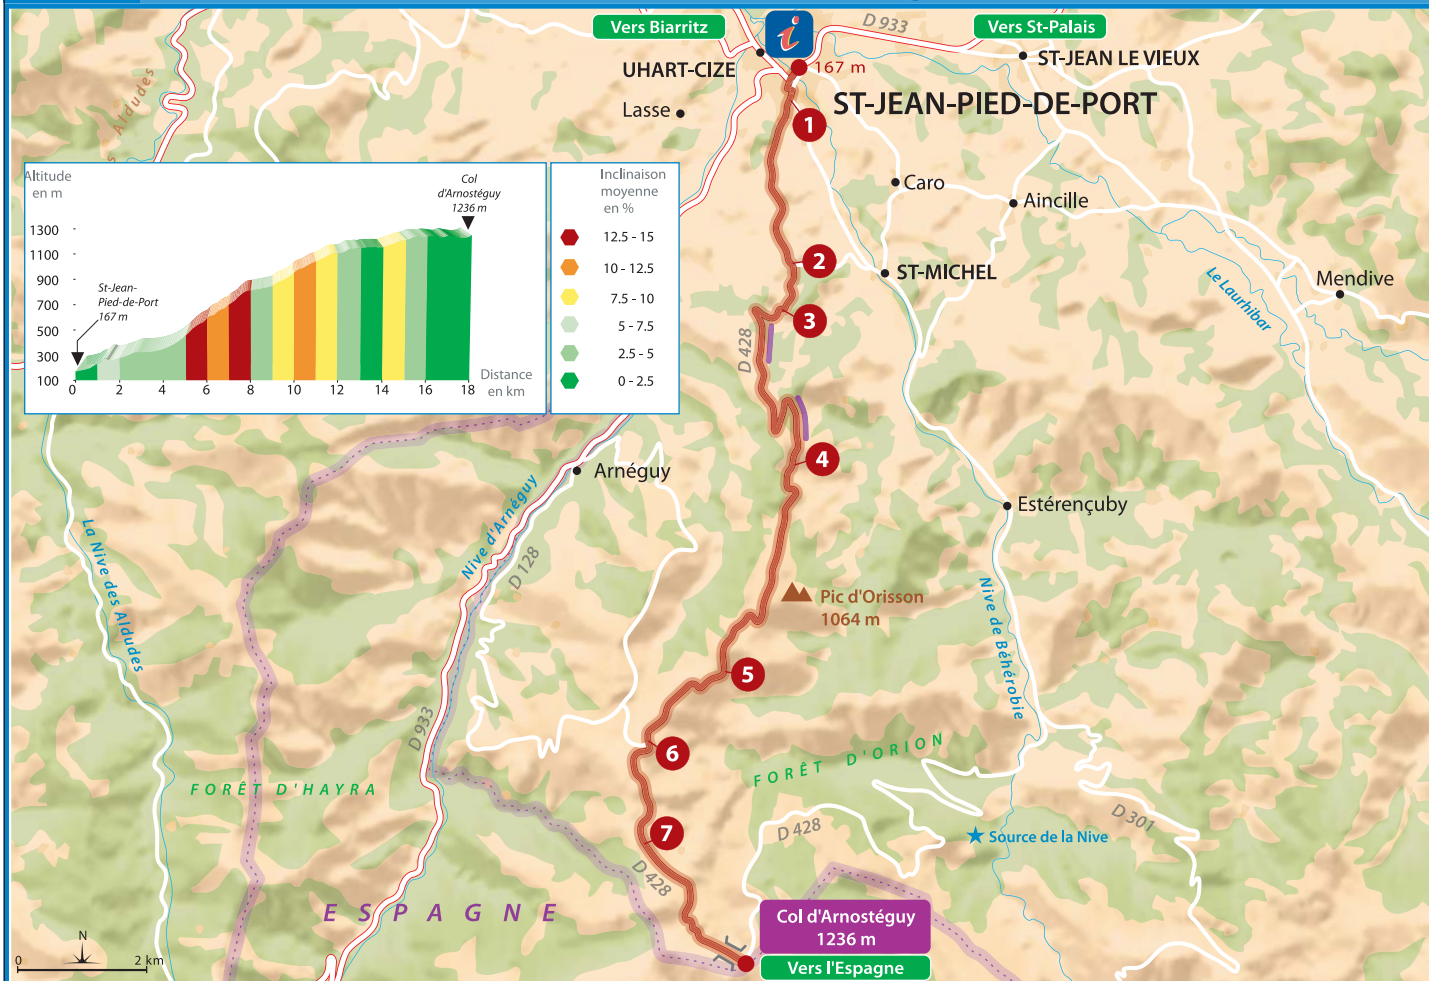 Vers Biarritz
i
D 933
Vers St-Palais
UHART-CIZE
167 m
ST-JEAN LE VIEUX
Lasse
ST-JEAN-PIED-DE-PORT
1
Aldudes
Altitude
en m
Col
d'Arnostéguy
1236 m
1300
1100
900
700
500
300
100
St-Jean-
Pied-de-Port
167 m
0 2 4 6 8 10 12 14 16 18
Distance
en km
Inclinaison
moyenne
en %
12.5 - 15
10 - 12.5
7.5 - 10
5 - 7.5
2.5 - 5
0 - 2.5
Caro
Aincille
2
ST-MICHEL
Mendive
Le Laurhibar
3
D 428
4
Arnéguy
Nive d'Arnéguy
D 128
Estérençuby
La Nive des Aldudes
Pic d'Orisson
1064 m
Nive de Béhérobie
5
D 933
6
FORÊT D'ORION
FORÊT D'HAYRA
7
D 428
D 301
Source de la Nive
D 428
ESPAGNE
Col d'Arnostéguy
1236 m
Vers l'Espagne
N
0 2 km